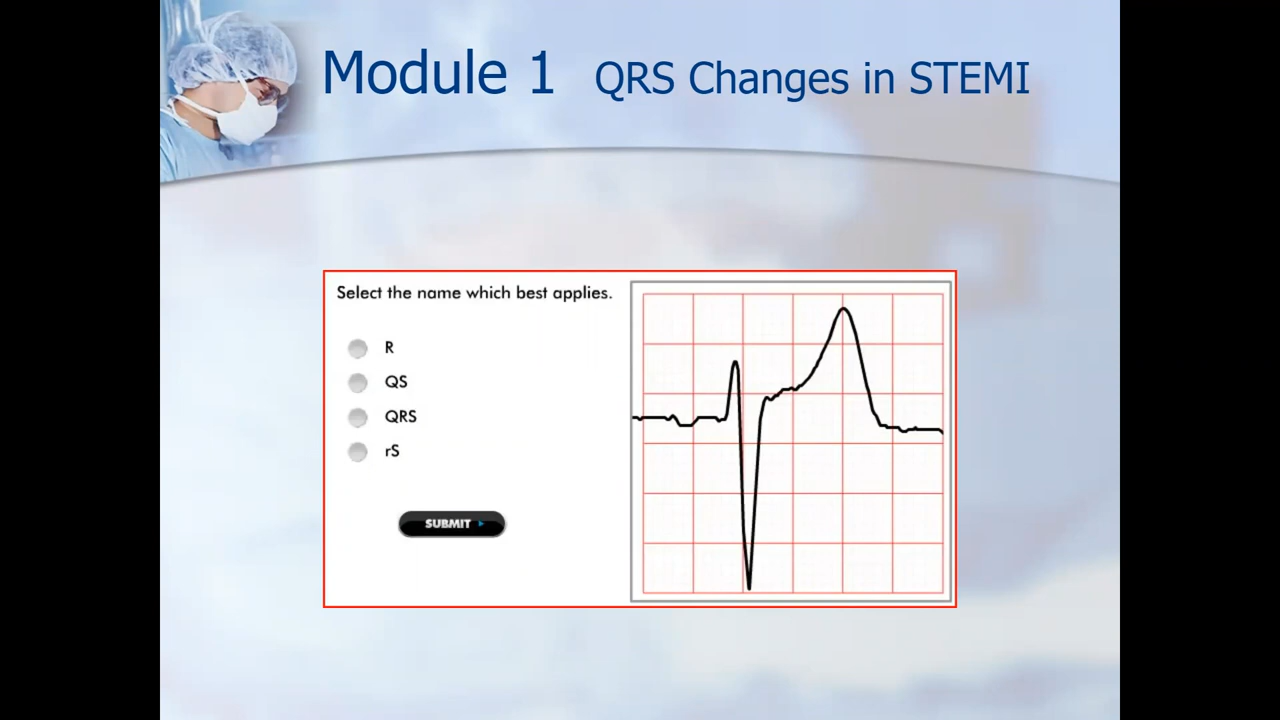 Module 1 QRS Changes in STEMI
Select the name which best applies.
R
QS
QRS
rS
SUBMIT